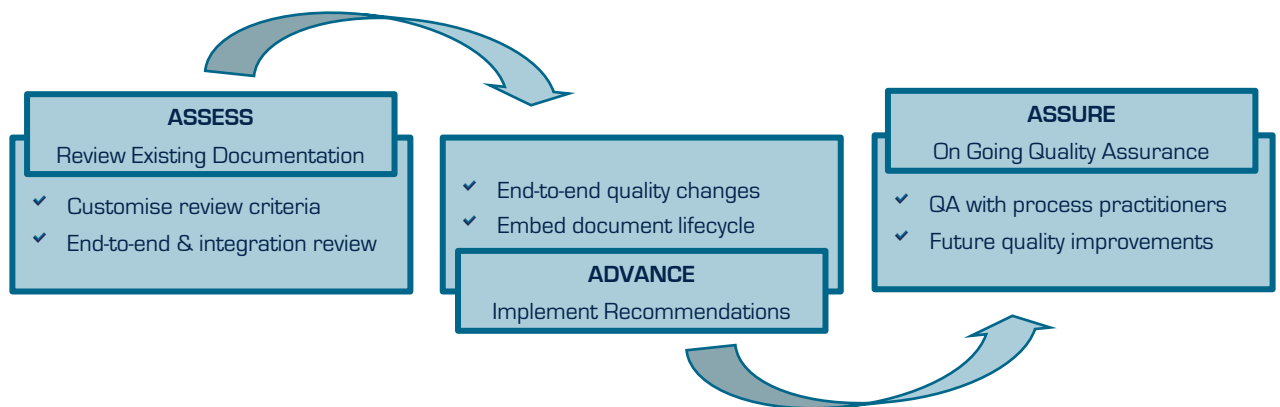 ASSESS
Review Existing Documentation
Customise review criteria
End-to-end & integration review
End-to-end quality changes
Embed document lifecycle
ADVANCE
Implement Recommendations
ASSURE
On Going Quality Assurance
QA with process practitioners
Future quality improvements